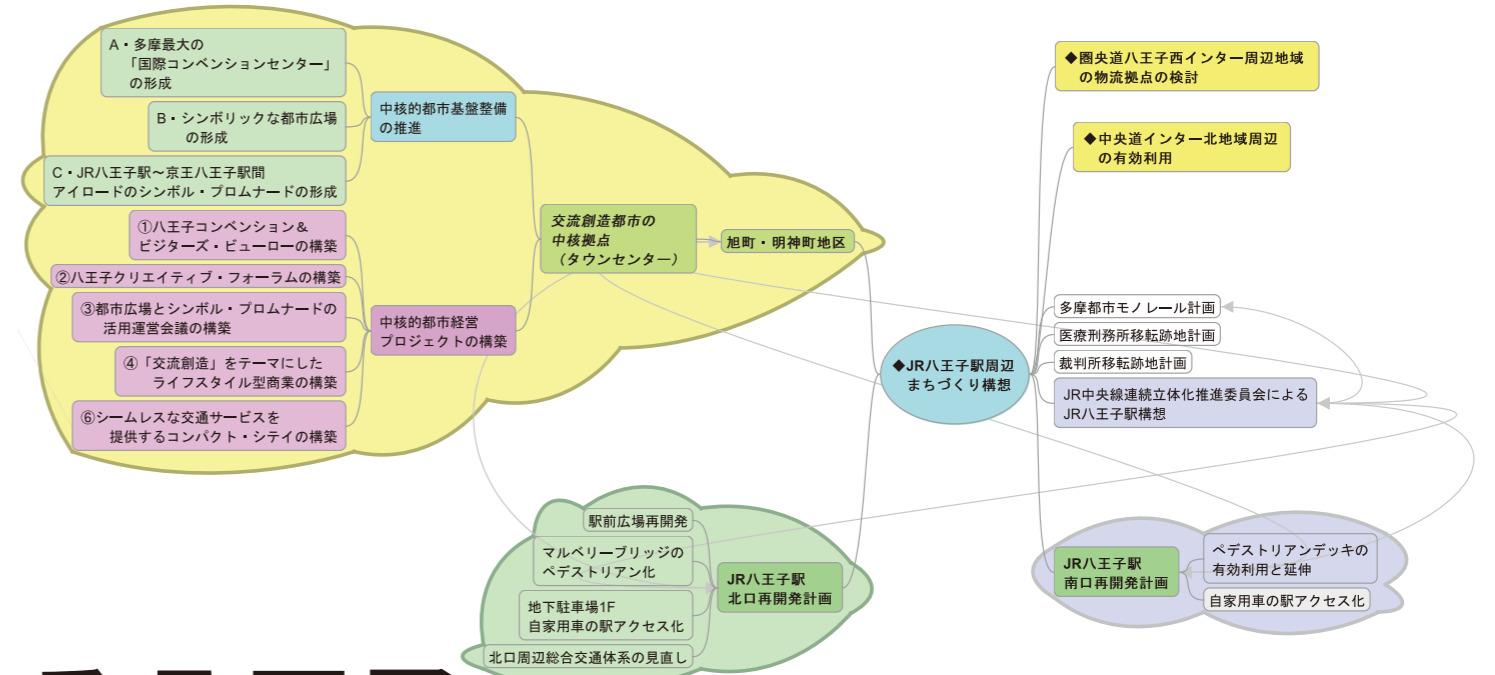 A・多摩最大の
「国際コンベンションセンター」
の形成
B・シンボリックな都市広場
の形成
C・JR八王子駅〜京王八王子駅間
アイロードのシンボル・プロムナードの形成
中核的都市基盤整備
の推進
①八王子コンベンション＆
ビジターズ・ビューローの構築
②八王子クリエイティブ・フォーラムの構築
③都市広場とシンボル・プロムナードの
活用運営会議の構築
④「交流創造」をテーマにした
ライフスタイル型商業の構築
⑥シームレスな交通サービスを
提供するコンパクト・シテイの構築
中核的都市経営
プロジェクトの構築
交流創造都市の
中核拠点
（タウンセンター）
旭町・明神町地区
◆JR八王子駅周辺
まちづくり構想
◆圏央道八王子西インター周辺地域
の物流拠点の検討
◆中央道インター北地域周辺
の有効利用
多摩都市モノレール計画
医療刑務所移転跡地計画
裁判所移転跡地計画
JR中央線連続立体化推進委員会による
JR八王子駅構想
駅前広場再開発
マルベリーブリッジの
ペデストリアン化
地下駐車場1F
自家用車の駅アクセス化
北口周辺総合交通体系の見直し
JR八王子駅
北口再開発計画
JR八王子駅
南口再開発計画
ペデストリアンデッキの
有効利用と延伸
自家用車の駅アクセス化